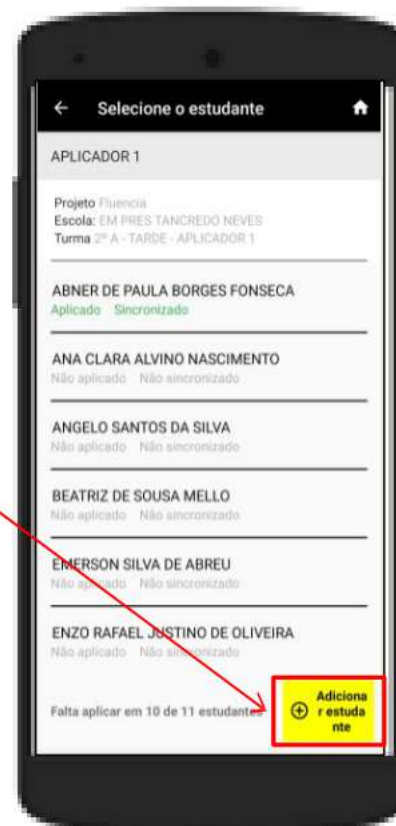 Selecione o estudante
APLICADOR 1
Projeto Fluencia
Escola: EM PRES TANCREDO NEVES
Turma 2º A - TARDE - APLICADOR 1
ABNER DE PAULA BORGES FONSECA
Aplicado Sincronizado
ANA CLARA ALVINO NASCIMENTO
Não aplicado Não sincronizado
ANGELO SANTOS DA SILVA
Não aplicado Não sincronizado
BEATRIZ DE SOUSA MELLO
Não aplicado Não sincronizado
EMERSON SILVA DE ABREU
Não aplicado Não sincronizado
ENZO RAFAEL JUSTINO DE OLIVEIRA
Não aplicado Não sincronizado
Falta aplicar em 10 de 11 estudantes
Adiciona
r estuda
nte